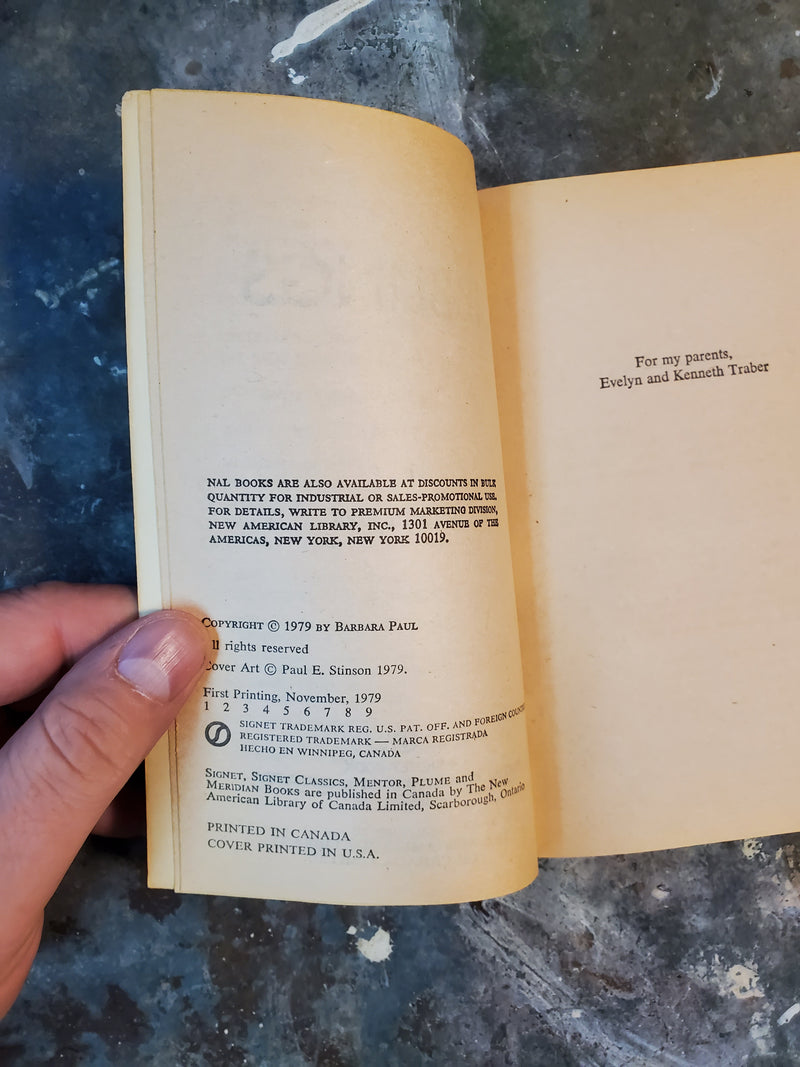 NAL BOOKS ARE ALSO AVAILABLE AT DISCOUNTS IN BULK
QUANTITY FOR INDUSTRIAL OR SALES-PROMOTIONAL USE.
FOR DETAILS, WRITE TO PREMIUM MARKETING DIVISION,
NEW AMERICAN LIBRARY, INC., 1301 AVENUE OF THE
AMERICAS, NEW YORK, NEW YORK 10019.
COPYRIGHT © 1979 BY BARBARA PAUL
All rights reserved
Cover Art © Paul E. Stinson 1979.
First Printing, November, 1979
1 2 3 4 5 6 7 8 9
SIGNET TRADEMARK REG. U.S. PAT. OFF. AND FOREIGN
REGISTERED TRADEMARK — MARCA REGISTRADA
HECHO EN WINNIPEG, CANADA
SIGNET, SIGNET CLASSICS, MENTOR, PLUME and
MERIDIAN BOOKS are published in Canada by The New
American Library of Canada Limited, Scarborough, Ontario
PRINTED IN CANADA
COVER PRINTED IN U.S.A.
For my parents,
Evelyn and Kenneth Traber